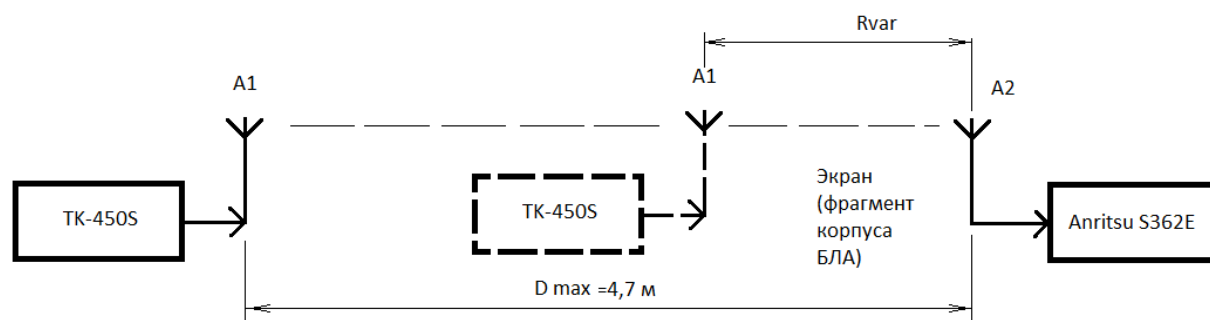 Rvar
A1
A1
A2
TK-450S
TK-450S
Экран
(фрагмент
корпуса
БЛА)
Anritsu S362E
D max =4,7 м